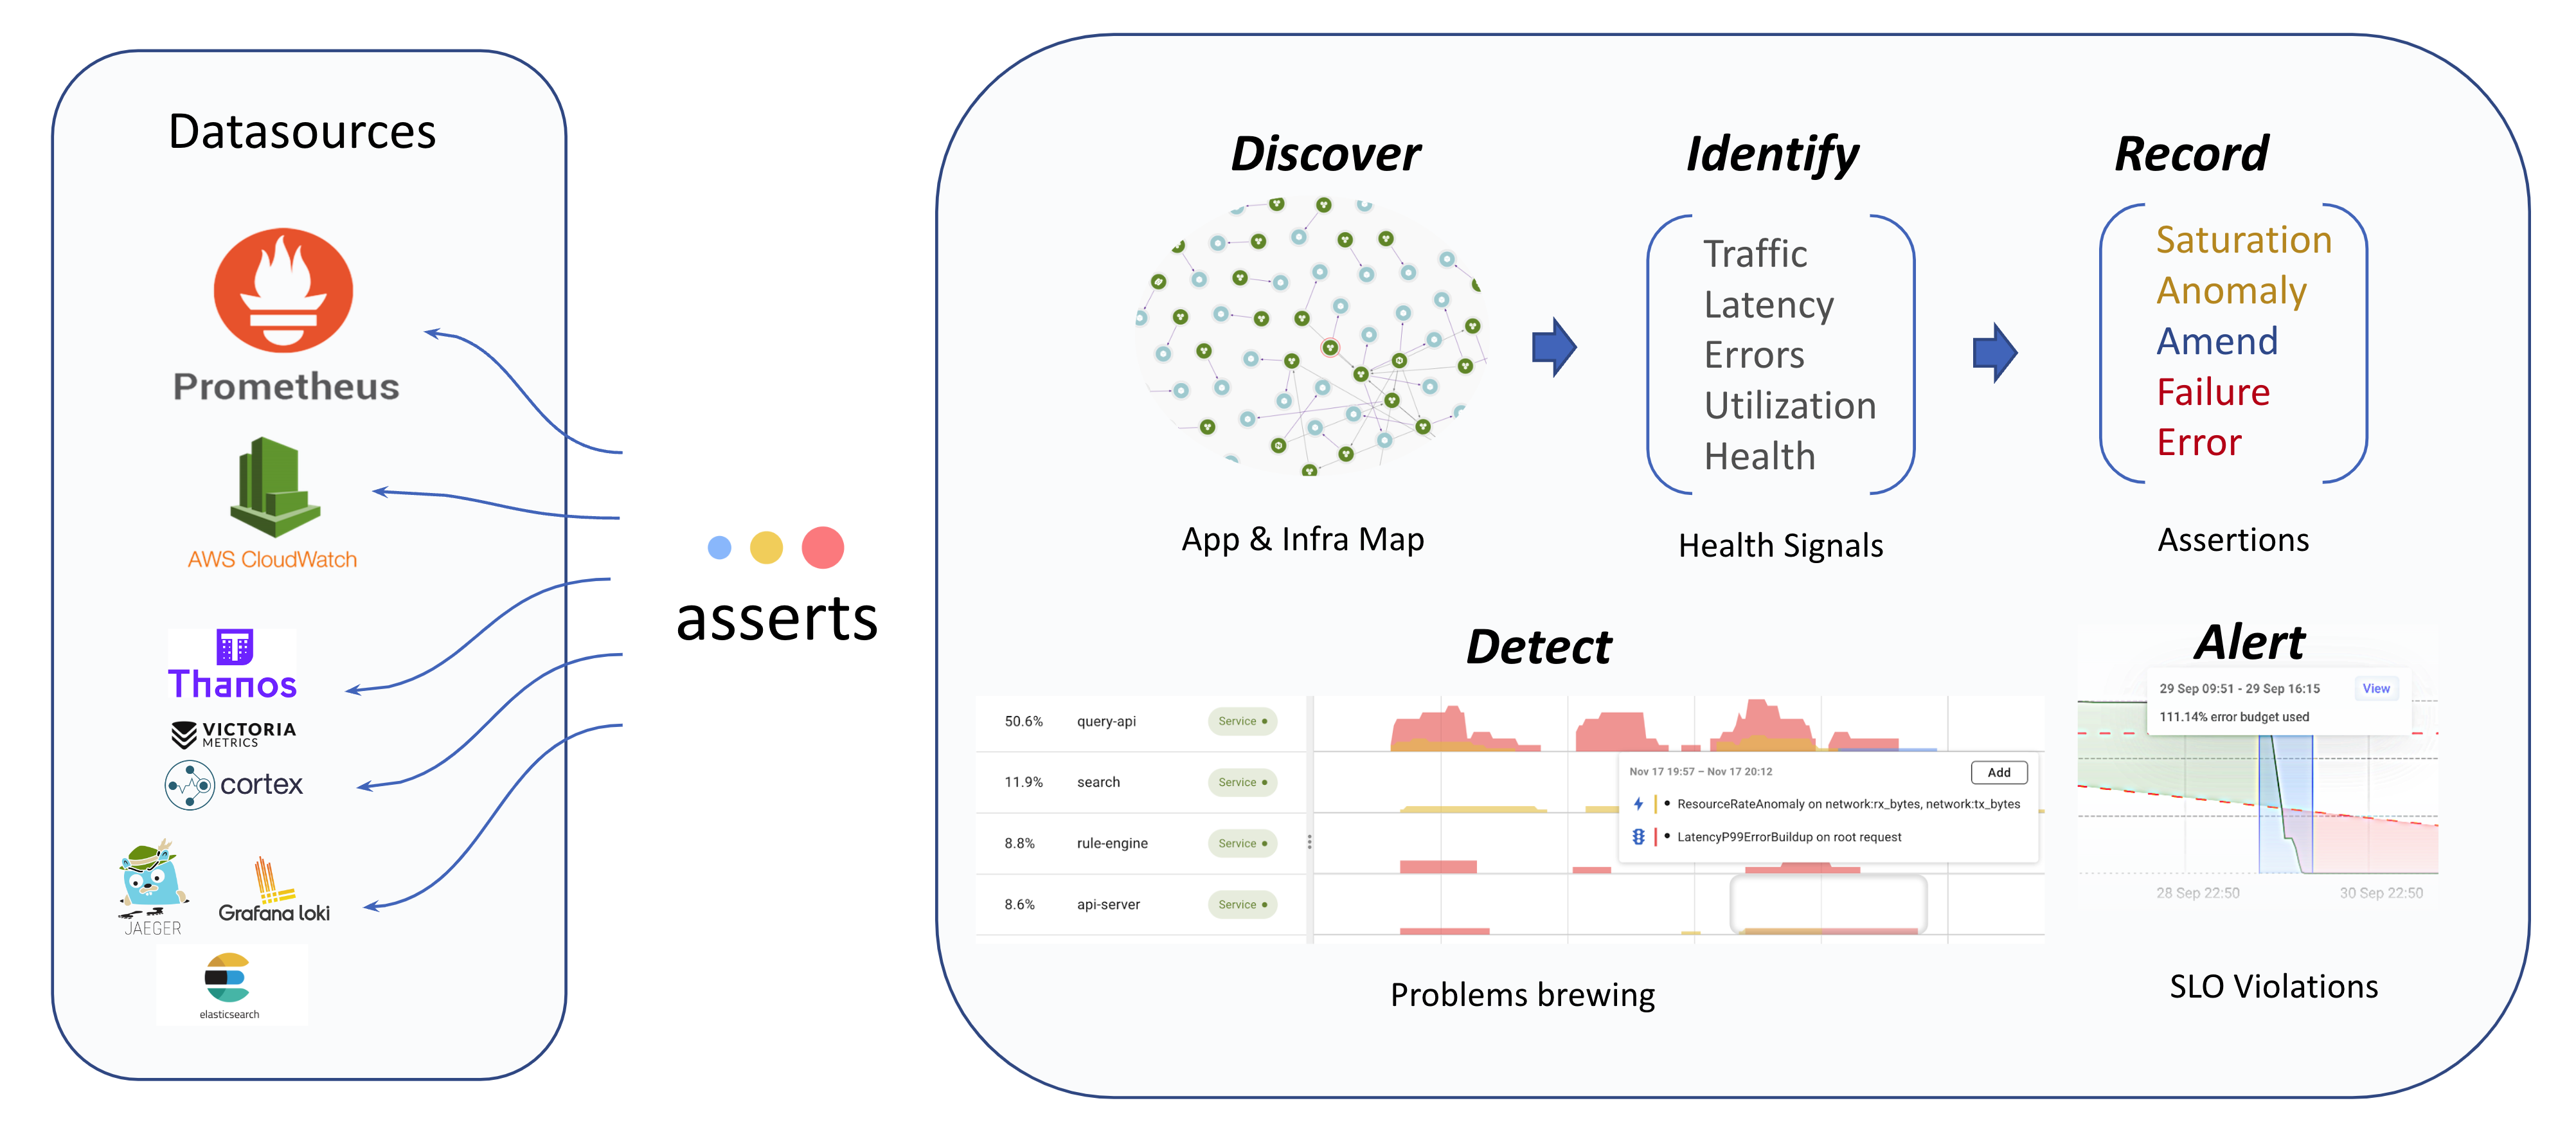 Datasources
Prometheus
AWS CloudWatch
Thanos
VICTORIA
METRICS
cortex
JAEGER
Grafana loki
elasticsearch
asserts
Discover
App & Infra Map
Identify
Traffic
Latency
Errors
Utilization
Health
Health Signals
Record
Saturation
Anomaly
Amend
Failure
Error
Assertions
Detect
50.6% query-api Service
11.9% search Service
8.8% rule-engine Service
8.6% api-server Service
Nov 17 19:57 – Nov 17 20:12 Add
ResourceRateAnomaly on network:rx_bytes, network:tx_bytes
LatencyP99ErrorBuildup on root request
Problems brewing
Alert
29 Sep 09:51 - 29 Sep 16:15 View
111.14% error budget used
28 Sep 22:50 30 Sep 22:50
SLO Violations